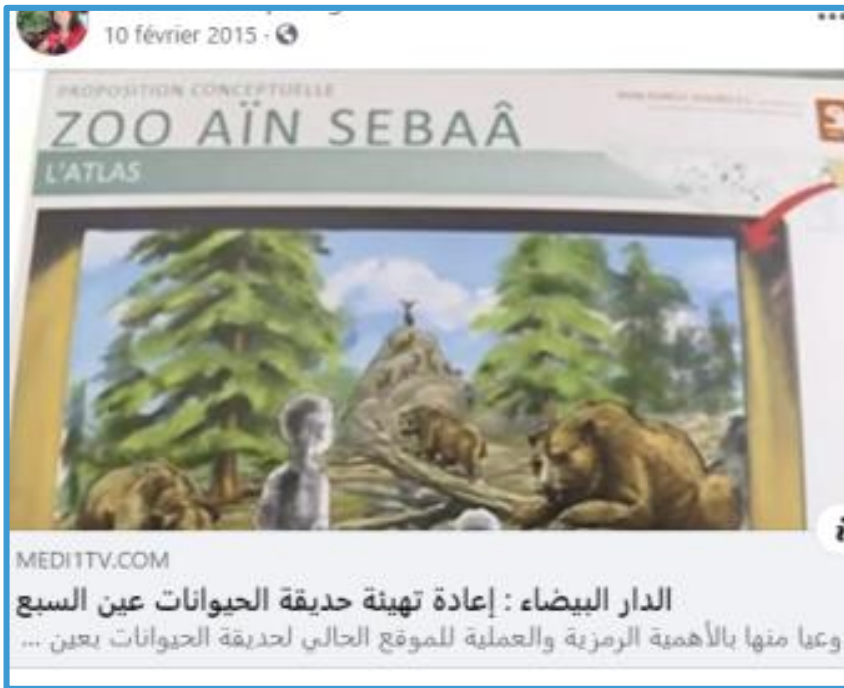 10 février 2015 ·
PROPOSITION CONCEPTUELLE
ZOO AÏN SEBAÂ
L'ATLAS
MEDI1TV.COM
الدار البيضاء : إعادة تهيئة حديقة الحيوانات عين السبع
وعيا منها بالأهمية الرمزية والعملية للموقع الحالي لحديقة الحيوانات بعين ...